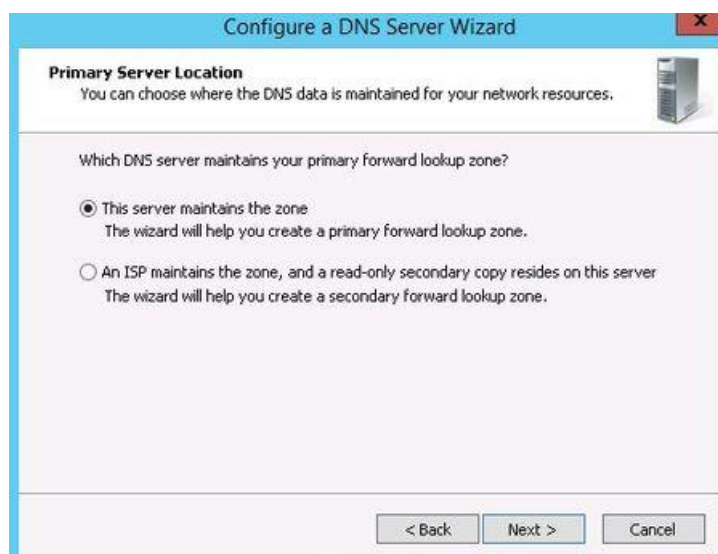 Configure a DNS Server Wizard
x
Primary Server Location
You can choose where the DNS data is maintained for your network resources.
Which DNS server maintains your primary forward lookup zone?
This server maintains the zone
The wizard will help you create a primary forward lookup zone.
An ISP maintains the zone, and a read-only secondary copy resides on this server
The wizard will help you create a secondary forward lookup zone.
< Back Next > Cancel